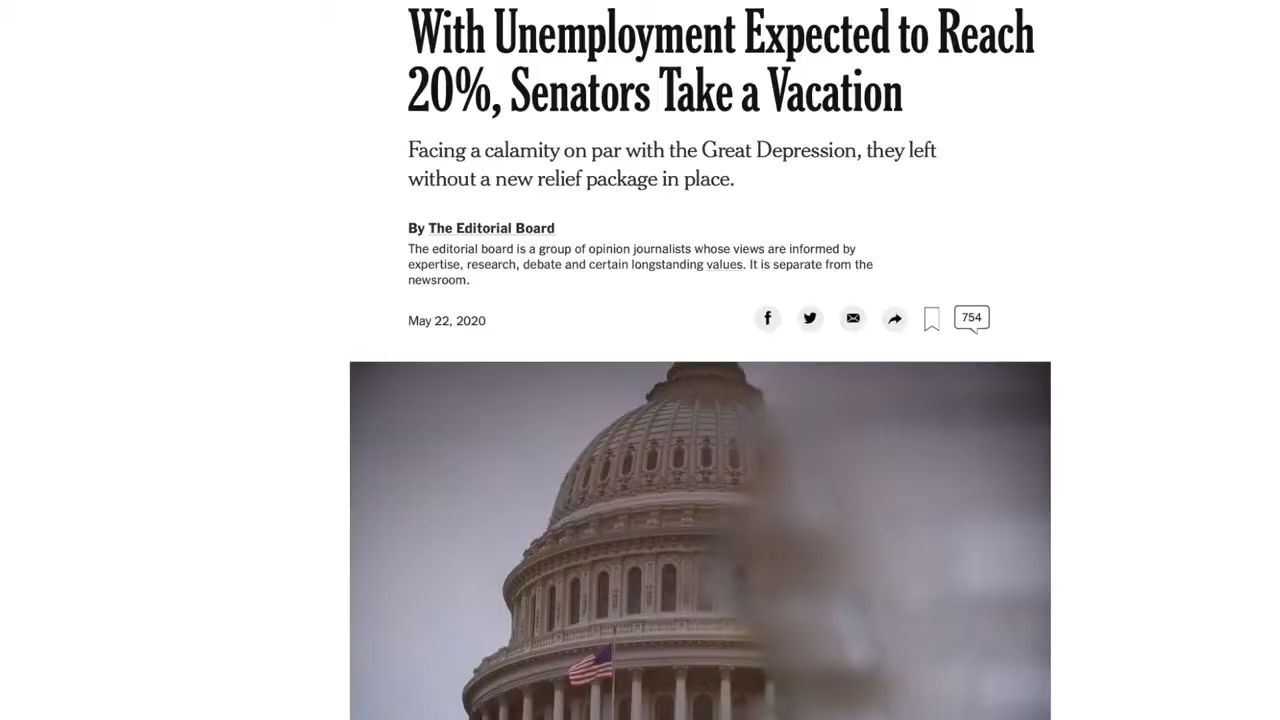 With Unemployment Expected to Reach
20%, Senators Take a Vacation
Facing a calamity on par with the Great Depression, they left
without a new relief package in place.
By The Editorial Board
The editorial board is a group of opinion journalists whose views are informed by
expertise, research, debate and certain longstanding values. It is separate from the
newsroom.
May 22, 2020
754